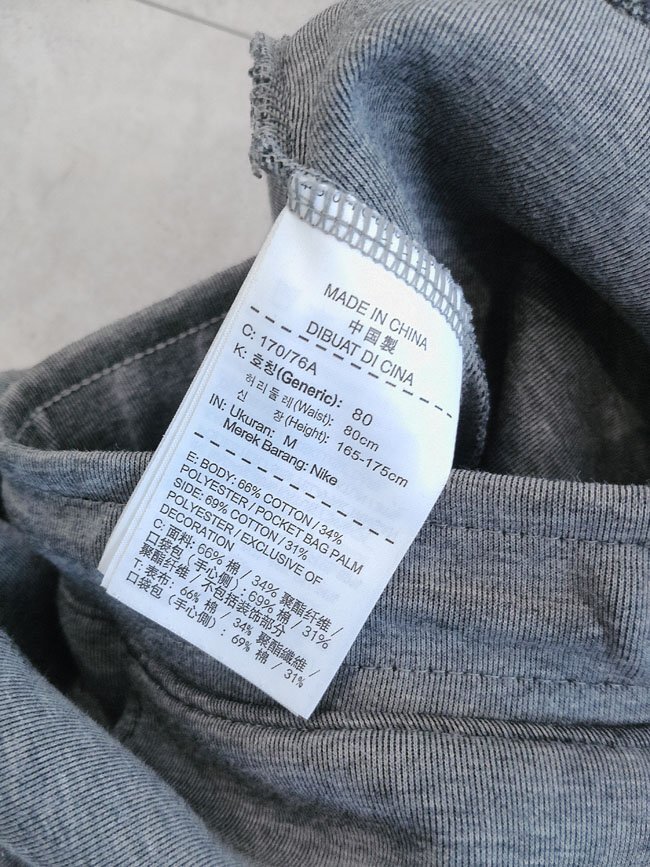 MADE IN CHINA
中国製
DIBUAT DI CINA
C: 170/76A
K: 호칭(Generic): 80
허리둘레(Waist): 80cm
신 장(Height): 165-175cm
IN: Ukuran: M
Merek Barang: Nike
E: BODY: 66% COTTON / 34%
POLYESTER / POCKET BAG PALM
SIDE: 69% COTTON / 31%
POLYESTER / EXCLUSIVE OF
DECORATION
C: 面料: 66% 棉 / 34% 聚酯纤维 /
口袋包 (手心侧) : 69% 棉 / 31%
聚酯纤维 / 不包括装饰部分
T: 表布: 66% 棉 / 34% 聚酯纖維 /
口袋包 (手心側) : 69% 棉 / 31%